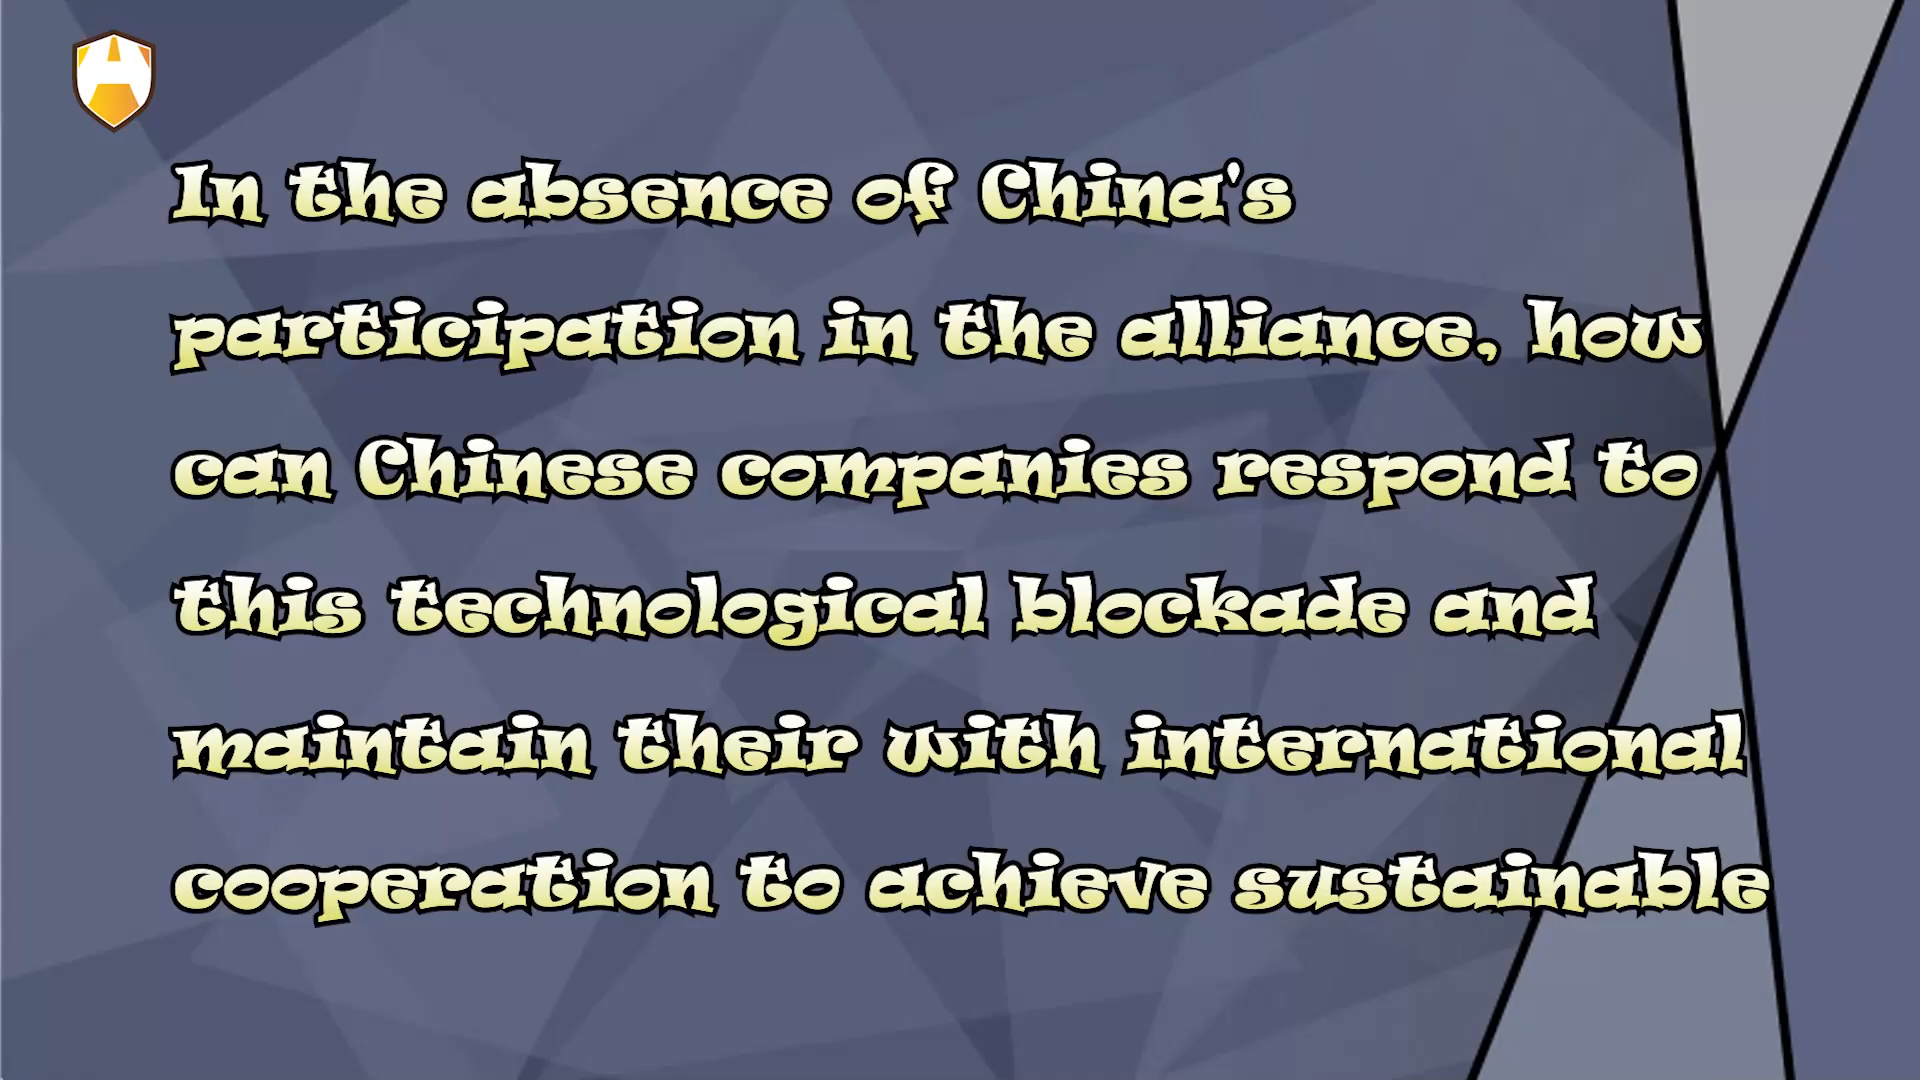 In the absence of China's
participation in the alliance, how
can Chinese companies respond to
this technological blockade and
maintain their with international
cooperation to achieve sustainable